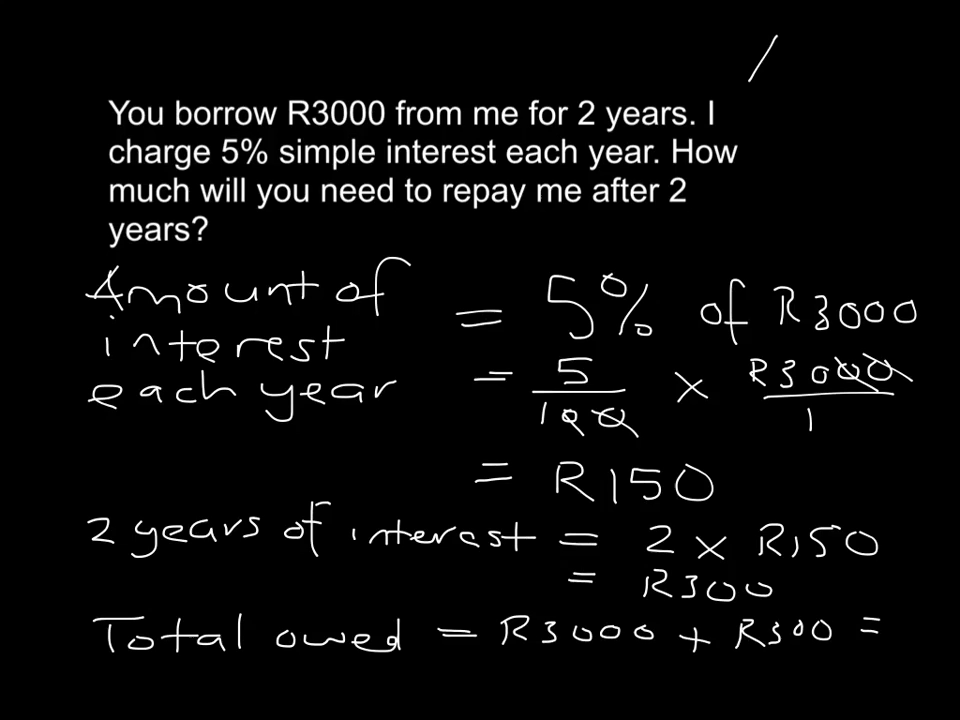 You borrow R3000 from me for 2 years. I
charge 5% simple interest each year. How
much will you need to repay me after 2
years?
Amount of
interest
each year
= 5% of R3000
= 5/100 × R3000/1
= R150
2 years of interest = 2 × R150
= R300
Total owed = R3000 + R300 =